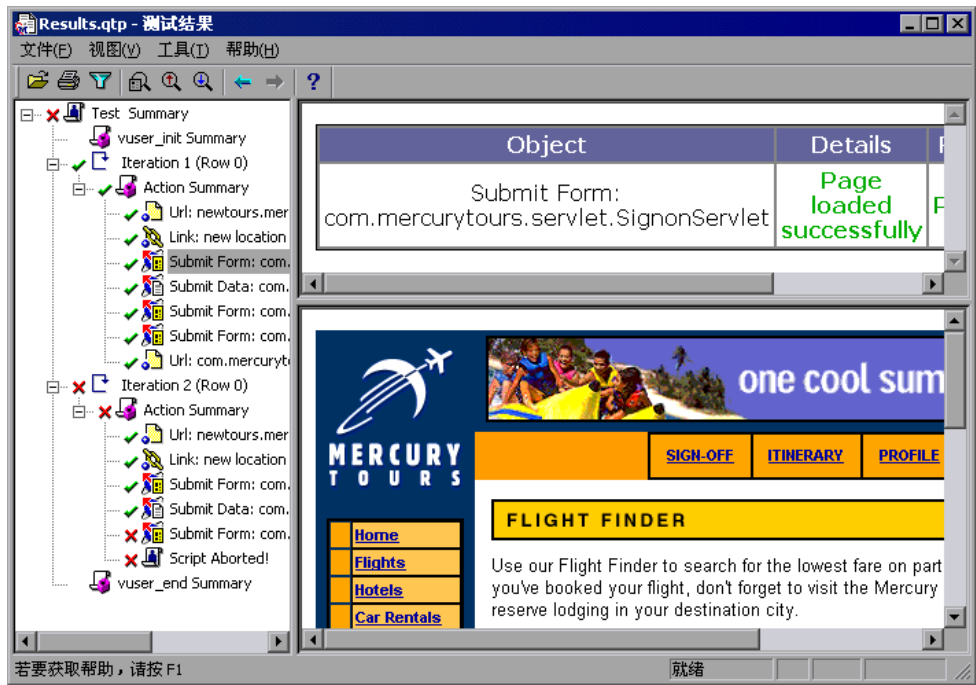 Results.qtp - 测试结果
文件(F) 视图(V) 工具(T) 帮助(H)
?
Test Summary
vuser_init Summary
Iteration 1 (Row 0)
Action Summary
Url: newtours.mer
Link: new location
Submit Form: com.
Submit Data: com.
Submit Form: com.
Submit Form: com.
Url: com.mercuryto
Iteration 2 (Row 0)
Action Summary
Url: newtours.mer
Link: new location
Submit Form: com.
Submit Data: com.
Submit Form: com.
Script Aborted!
vuser_end Summary
Object Details
Submit Form:
com.mercurytours.servlet.SignonServlet
Page
loaded
successfully
one cool sum
MERCURY
TOURS
SIGN-OFF ITINERARY PROFILE
FLIGHT FINDER
Home
Flights
Hotels
Car Rentals
Use our Flight Finder to search for the lowest fare on part
you've booked your flight, don't forget to visit the Mercury
reserve lodging in your destination city.
若要获取帮助，请按 F1
就绪